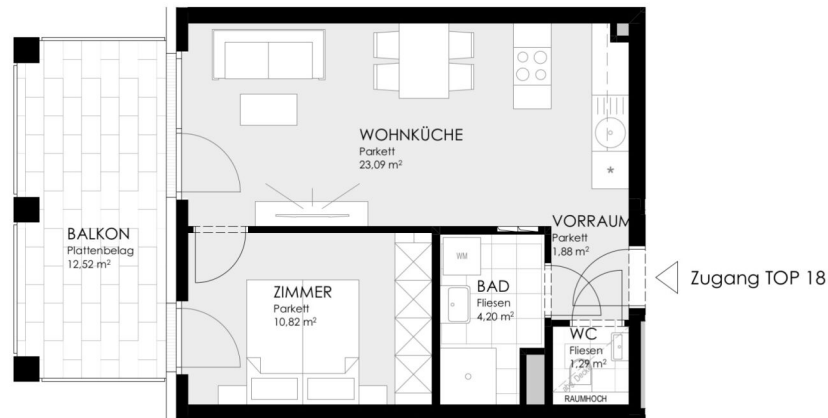 WOHNKÜCHE
Parkett
23,09 m²
BALKON
Plattenbelag
12,52 m²
VORRAUM
Parkett
1,88 m²
Zugang TOP 18
ZIMMER
Parkett
10,82 m²
WM
BAD
Fliesen
4,20 m²
WC
Fliesen
1,29 m²
RAUMHOCH